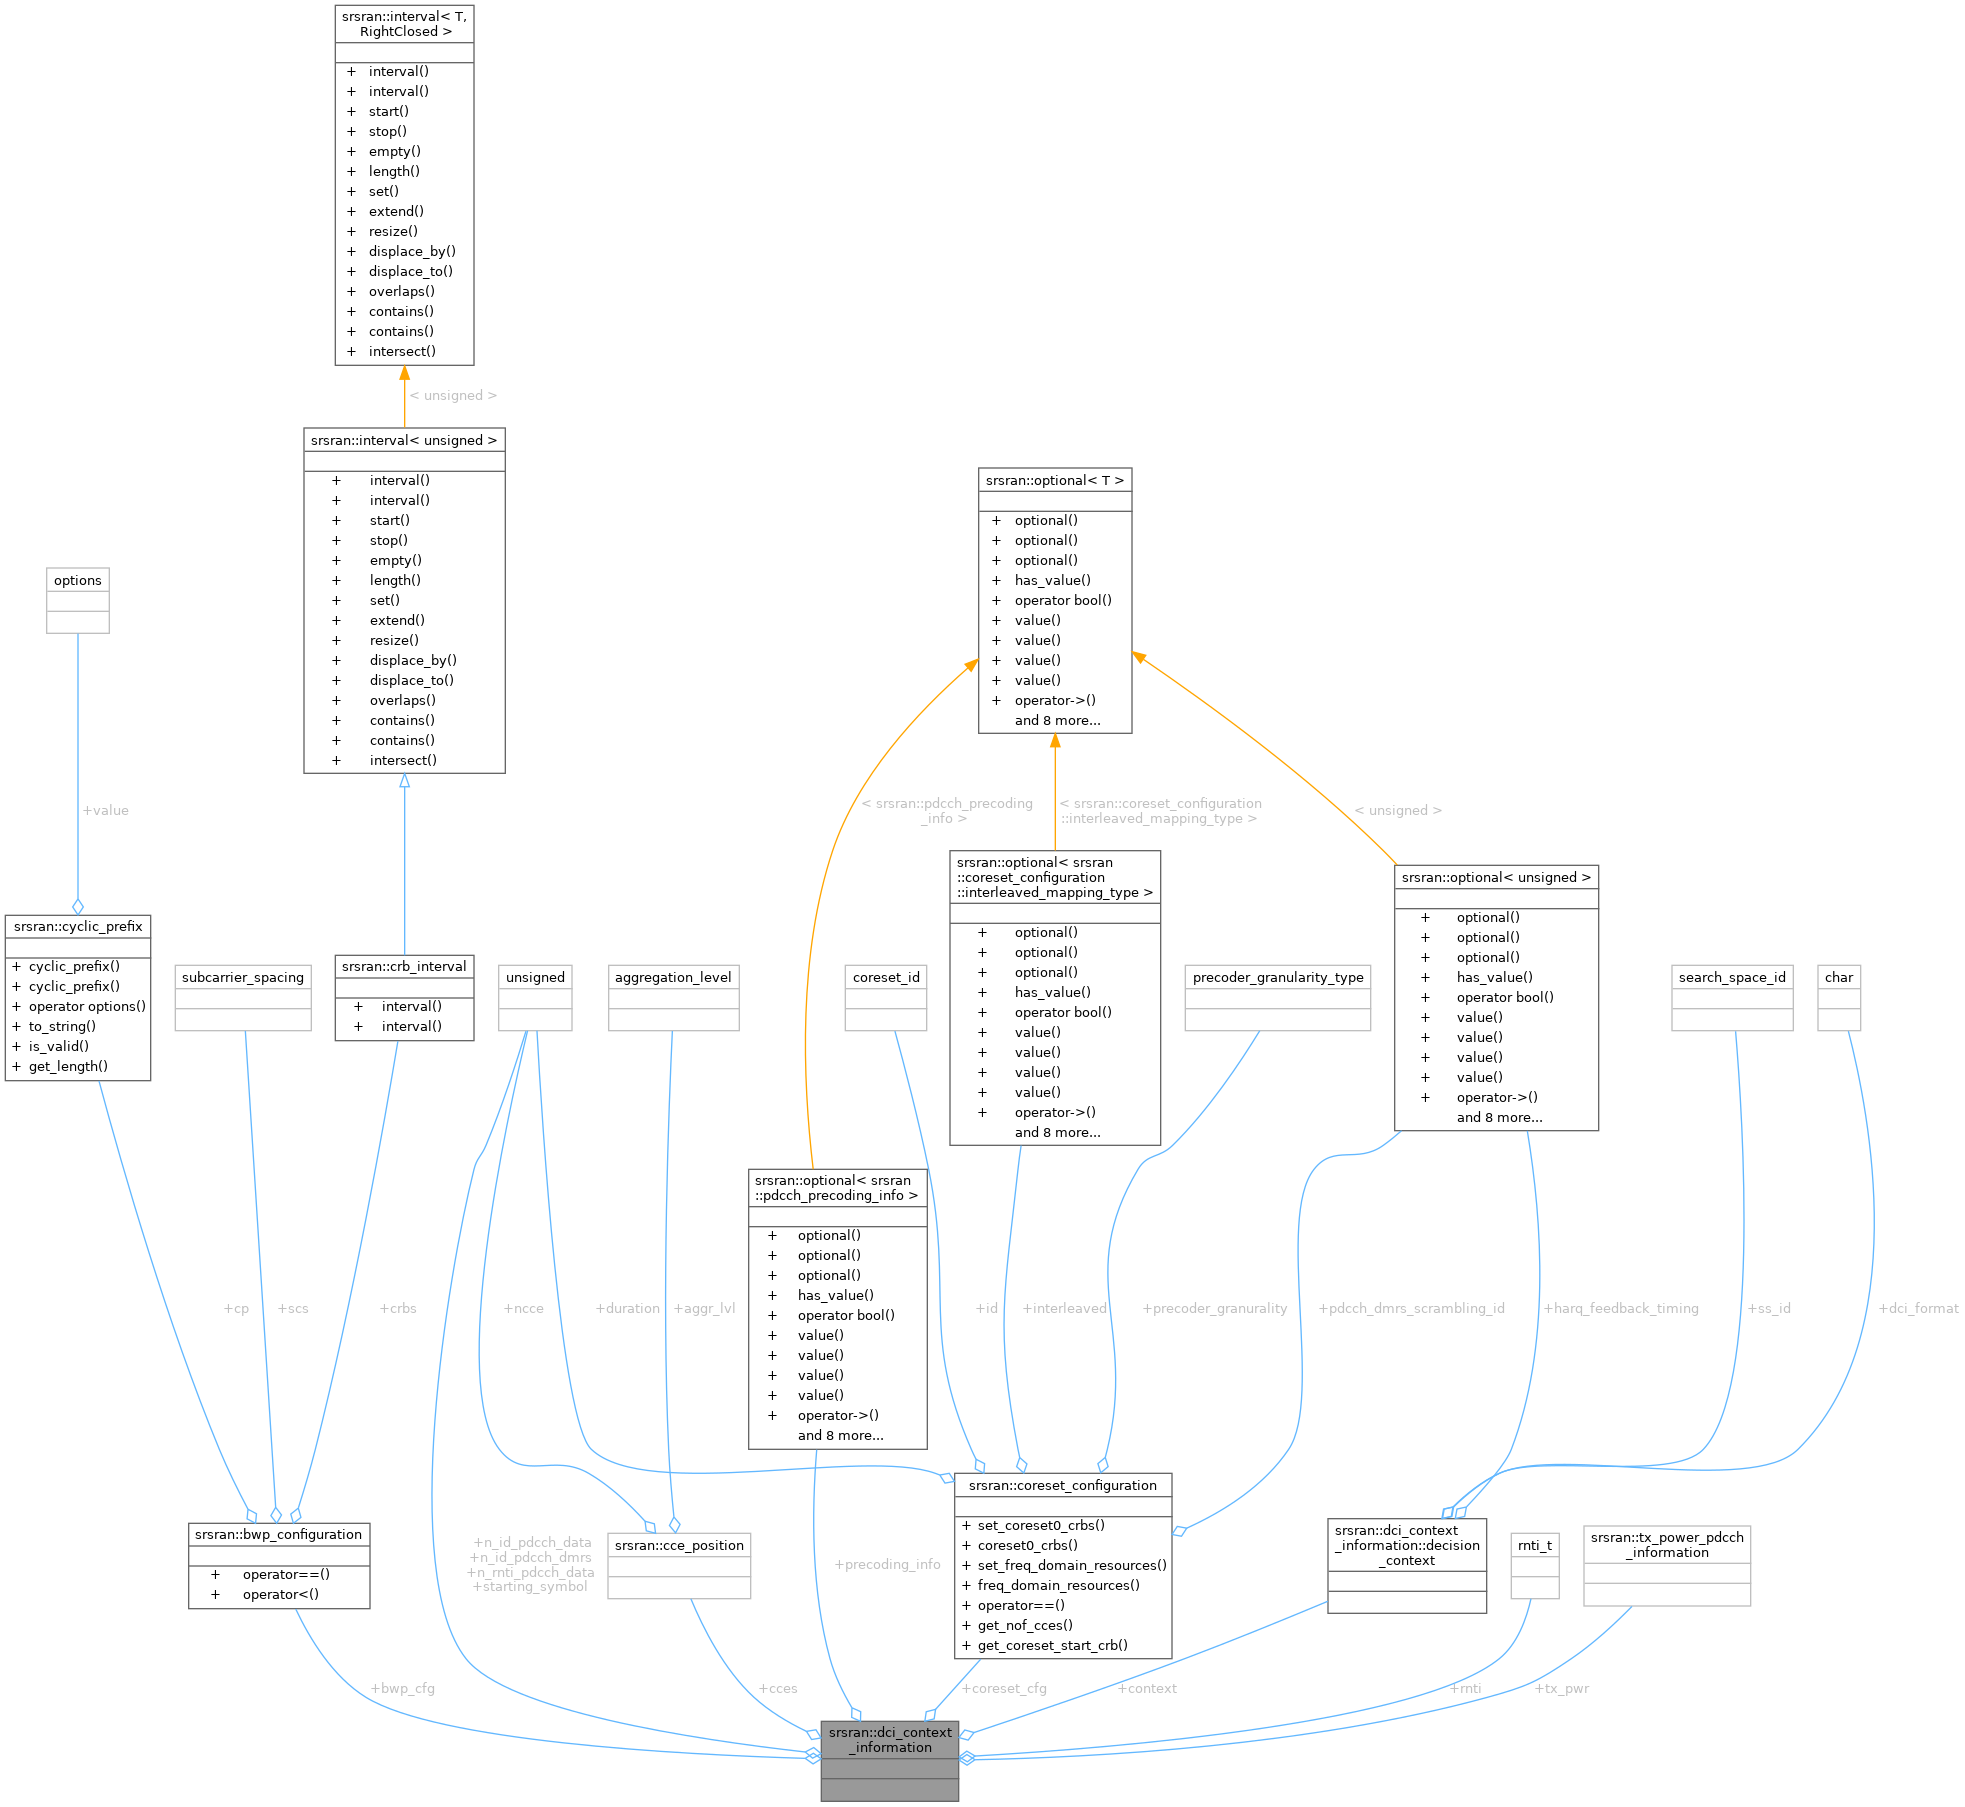 srsran::interval< T,
RightClosed >
+ interval()
+ interval()
+ start()
+ stop()
+ empty()
+ length()
+ set()
+ extend()
+ resize()
+ displace_by()
+ displace_to()
+ overlaps()
+ contains()
+ contains()
+ intersect()
< unsigned >
srsran::interval< unsigned >
+ interval()
+ interval()
+ start()
+ stop()
+ empty()
+ length()
+ set()
+ extend()
+ resize()
+ displace_by()
+ displace_to()
+ overlaps()
+ contains()
+ contains()
+ intersect()
srsran::optional< T >
+ optional()
+ optional()
+ optional()
+ has_value()
+ operator bool()
+ value()
+ value()
+ value()
+ value()
+ operator->()
and 8 more...
options
+value
< srsran::pdcch_precoding
_info >
< srsran::coreset_configuration
::interleaved_mapping_type >
< unsigned >
srsran::cyclic_prefix
+ cyclic_prefix()
+ cyclic_prefix()
+ operator options()
+ to_string()
+ is_valid()
+ get_length()
subcarrier_spacing
srsran::crb_interval
+ interval()
+ interval()
unsigned
aggregation_level
coreset_id
srsran::optional< srsran
::coreset_configuration
::interleaved_mapping_type >
+ optional()
+ optional()
+ optional()
+ has_value()
+ operator bool()
+ value()
+ value()
+ value()
+ value()
+ operator->()
and 8 more...
precoder_granularity_type
srsran::optional< unsigned >
+ optional()
+ optional()
+ optional()
+ has_value()
+ operator bool()
+ value()
+ value()
+ value()
+ value()
+ operator->()
and 8 more...
search_space_id
char
srsran::optional< srsran
::pdcch_precoding_info >
+ optional()
+ optional()
+ optional()
+ has_value()
+ operator bool()
+ value()
+ value()
+ value()
+ value()
+ operator->()
and 8 more...
+cp
+scs
+crbs
+ncce
+duration
+aggr_lvl
+id
+interleaved
+precoder_granurality
+pdcch_dmrs_scrambling_id
+harq_feedback_timing
+ss_id
+dci_format
srsran::bwp_configuration
+ operator==()
+ operator<()
+n_id_pdcch_data
+n_id_pdcch_dmrs
+n_rnti_pdcch_data
+starting_symbol
srsran::cce_position
+precoding_info
srsran::coreset_configuration
+ set_coreset0_crbs()
+ coreset0_crbs()
+ set_freq_domain_resources()
+ freq_domain_resources()
+ operator==()
+ get_nof_cces()
+ get_coreset_start_crb()
srsran::dci_context
_information::decision
_context
rnti_t
srsran::tx_power_pdcch
_information
+bwp_cfg
+cces
+coreset_cfg
+context
+rnti
+tx_pwr
srsran::dci_context
_information